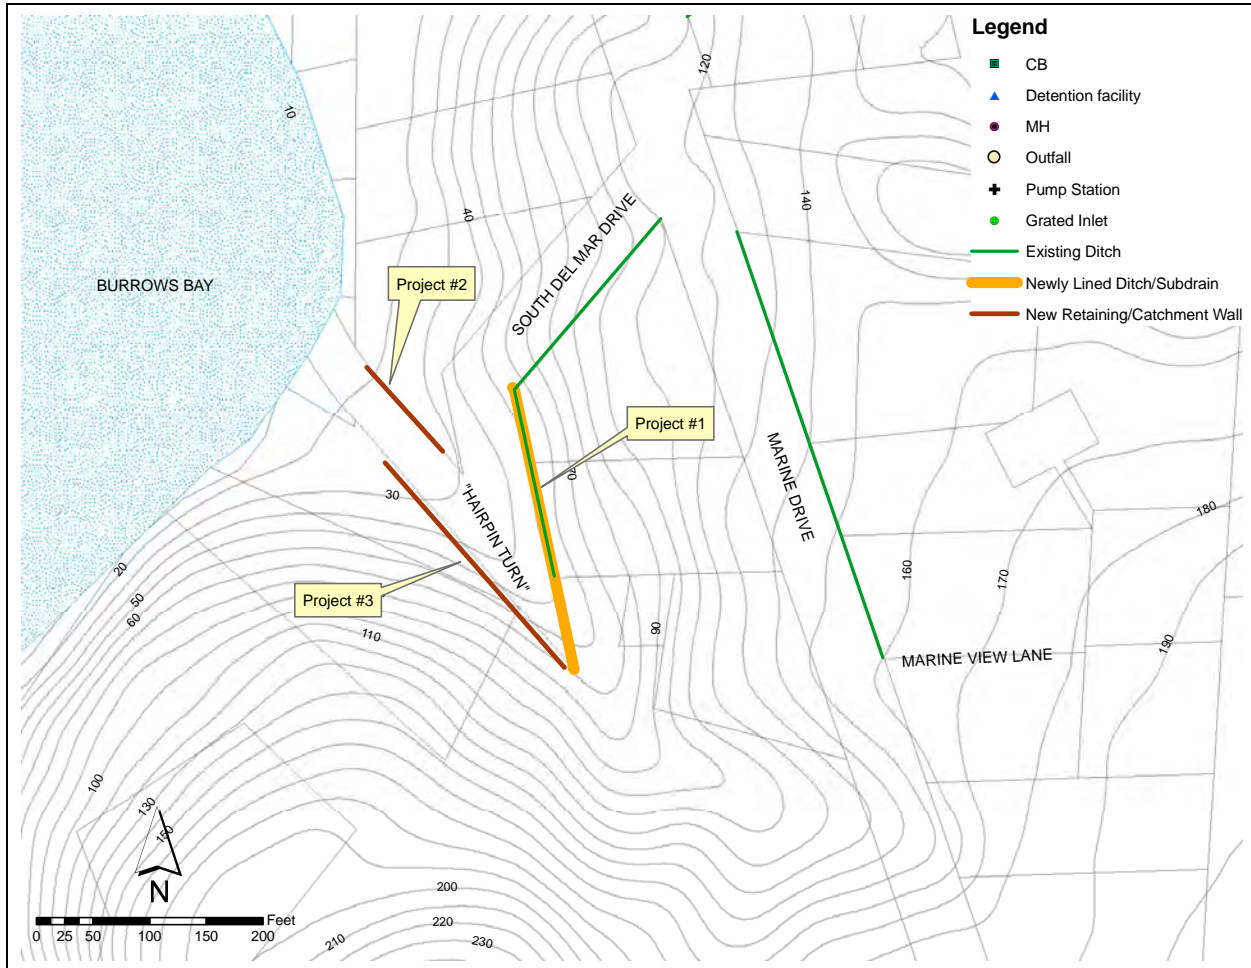 Legend
CB
Detention facility
MH
Outfall
Pump Station
Grated Inlet
Existing Ditch
Newly Lined Ditch/Subdrain
New Retaining/Catchment Wall
120
10
140
40
SOUTH DEL MAR DRIVE
BURROWS BAY
Project #2
Project #1
MARINE DRIVE
70
30
"HAIRPIN TURN"
180
160
170
20
50
60
Project #3
110
90
190
MARINE VIEW LANE
100
130
150
N
200
220
210
230
Feet
0 25 50 100 150 200